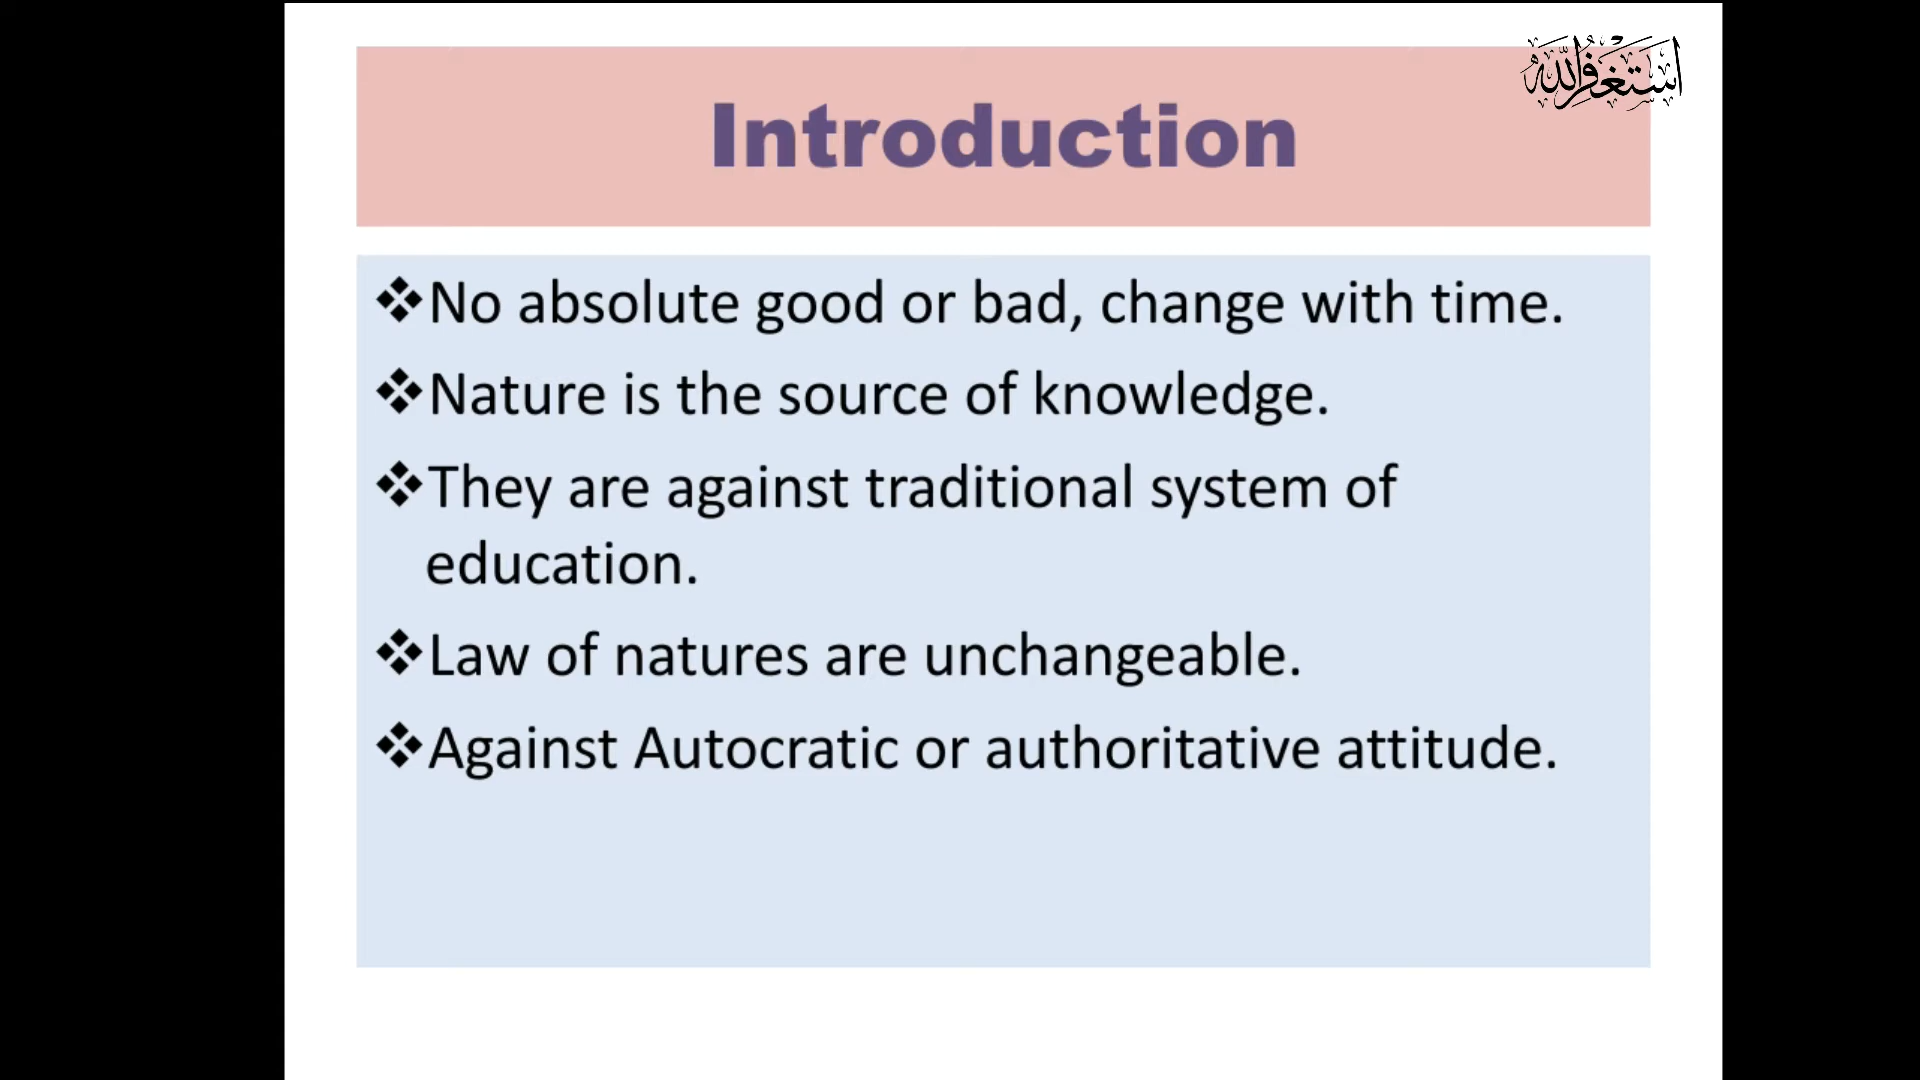 أستغفر الله
Introduction
❖No absolute good or bad, change with time.
❖Nature is the source of knowledge.
❖They are against traditional system of
education.
❖Law of natures are unchangeable.
❖Against Autocratic or authoritative attitude.